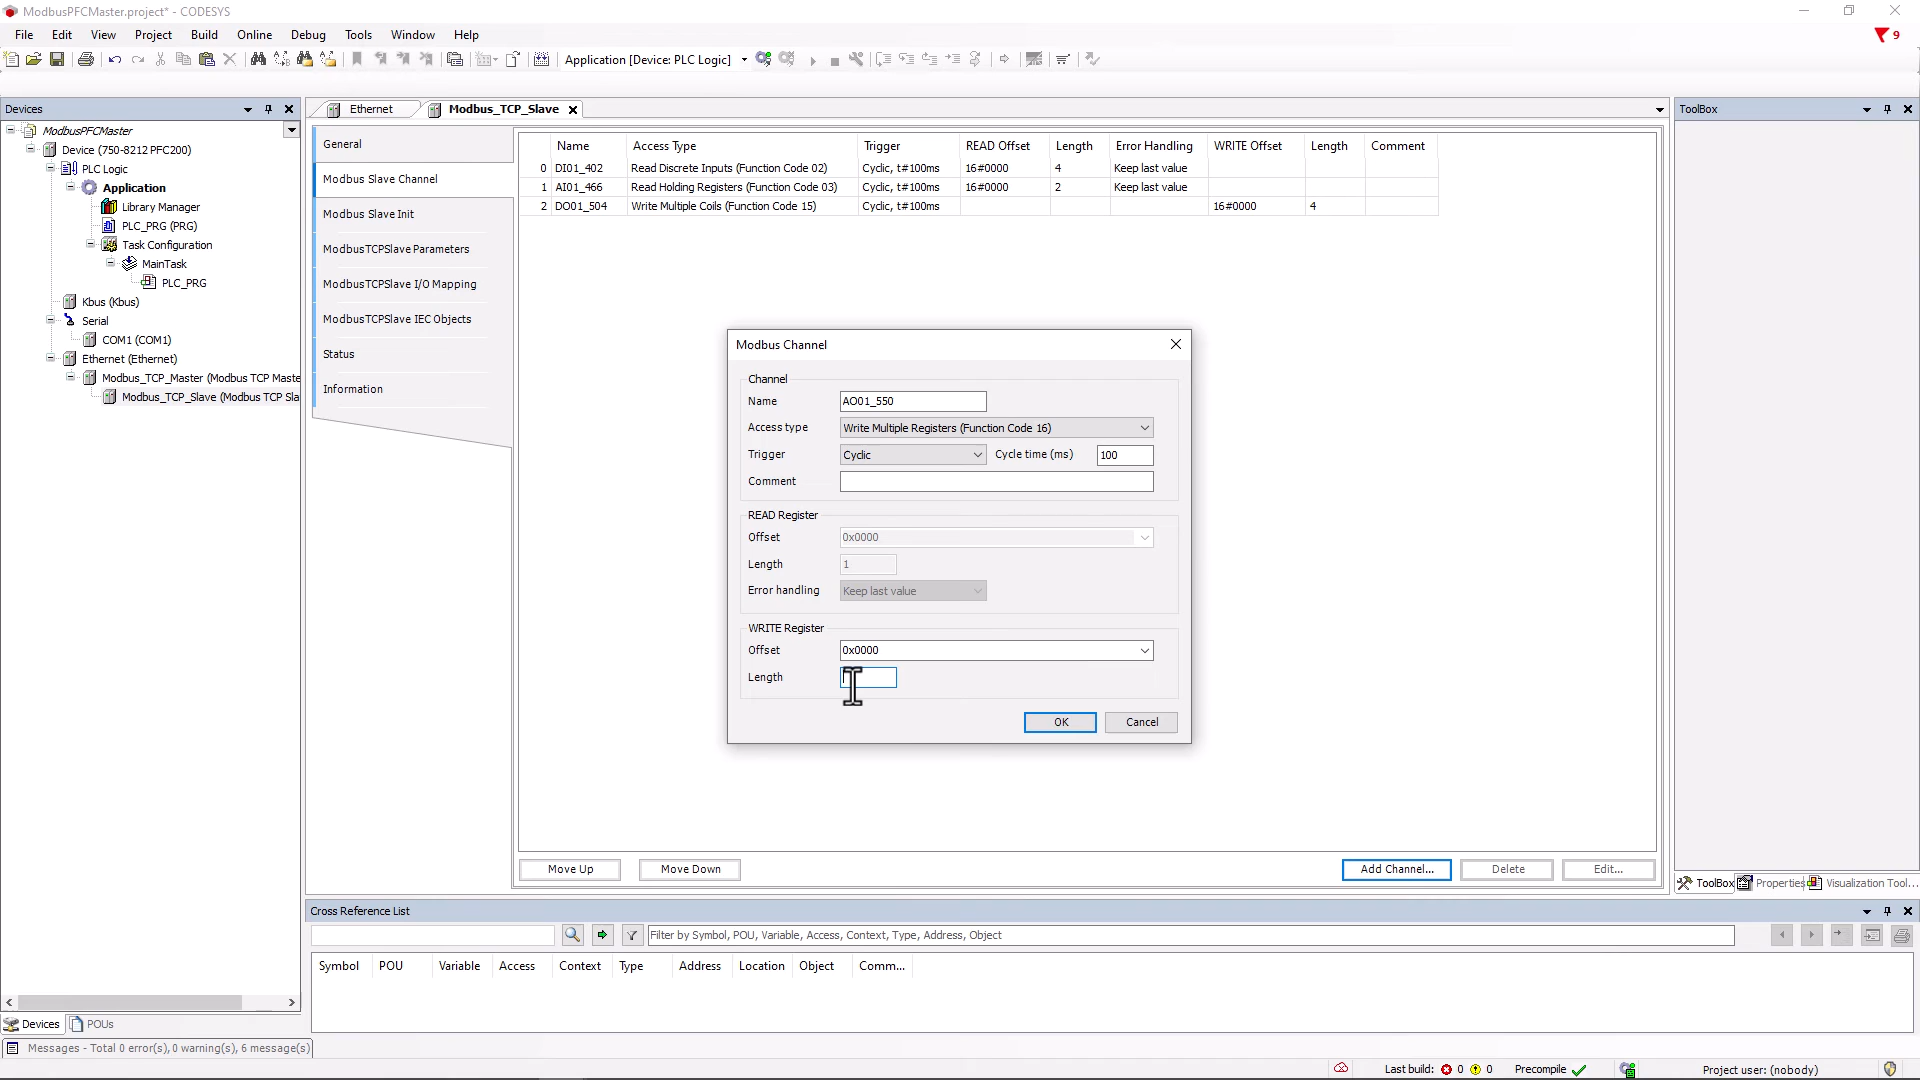 ModbusPFCMaster.project* - CODESYS
File Edit View Project Build Online Debug Tools Window Help
9
Application [Device: PLC Logic]
Devices
ModbusPFCMaster
Device (750-8212 PFC200)
PLC Logic
Application
Library Manager
PLC_PRG (PRG)
Task Configuration
MainTask
PLC_PRG
Kbus (Kbus)
Serial
COM1 (COM1)
Ethernet (Ethernet)
Modbus_TCP_Master (Modbus TCP Maste
Modbus_TCP_Slave (Modbus TCP Sla
Devices POUs
Ethernet Modbus_TCP_Slave
General
Modbus Slave Channel
Modbus Slave Init
ModbusTCPSlave Parameters
ModbusTCPSlave I/O Mapping
ModbusTCPSlave IEC Objects
Status
Information
Name Access Type Trigger READ Offset Length Error Handling WRITE Offset Length Comment
0 DI01_402 Read Discrete Inputs (Function Code 02) Cyclic, t#100ms 16#0000 4 Keep last value
1 AI01_466 Read Holding Registers (Function Code 03) Cyclic, t#100ms 16#0000 2 Keep last value
2 DO01_504 Write Multiple Coils (Function Code 15) Cyclic, t#100ms 16#0000 4
Modbus Channel
Channel
Name AO01_550
Access type Write Multiple Registers (Function Code 16)
Trigger Cyclic Cycle time (ms) 100
Comment
READ Register
Offset 0x0000
Length 1
Error handling Keep last value
WRITE Register
Offset 0x0000
Length
OK Cancel
Move Up Move Down Add Channel... Delete Edit...
ToolBox
ToolBox Properties Visualization Tool...
Cross Reference List
Filter by Symbol, POU, Variable, Access, Context, Type, Address, Object
Symbol POU Variable Access Context Type Address Location Object Comm...
Messages - Total 0 error(s), 0 warning(s), 6 message(s)
Last build: 0 0 Precompile Project user: (nobody)